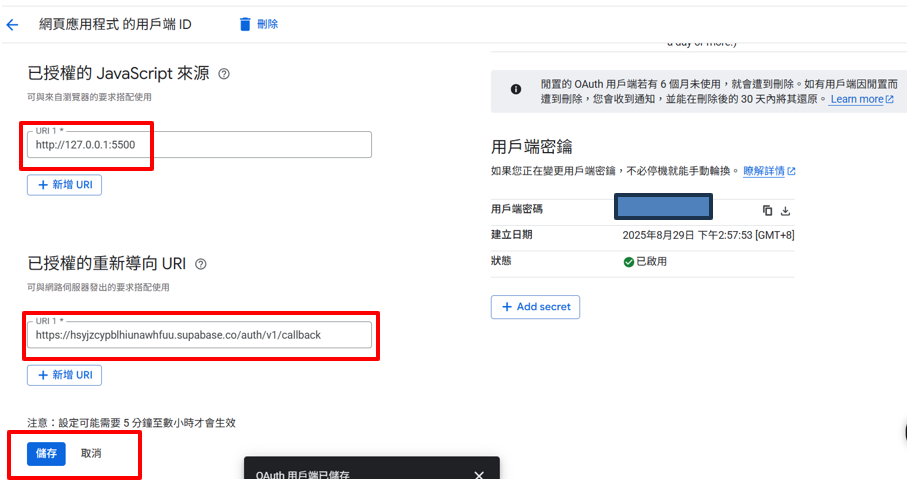 網頁應用程式 的用戶端 ID
刪除
已授權的 JavaScript 來源
可與來自瀏覽器的要求搭配使用
URI 1 *
http://127.0.0.1:5500
+ 新增 URI
已授權的重新導向 URI
可與網路伺服器發出的要求搭配使用
URI 1 *
https://hsyjzcypblhiunawhfuu.supabase.co/auth/v1/callback
+ 新增 URI
注意：設定可能需要 5 分鐘至數小時才會生效
儲存
取消
a day or more.)
閒置的 OAuth 用戶端若有 6 個月未使用，就會遭到刪除。如有用戶端因閒置而
遭到刪除，您會收到通知，並能在刪除後的 30 天內將其還原。 Learn more
用戶端密鑰
如果您正在變更用戶端密鑰，不必停機就能手動輪換。 瞭解詳情
用戶端密碼
建立日期 2025年8月29日 下午2:57:53 [GMT+8]
狀態 已啟用
+ Add secret
OAuth 用戶端已儲存